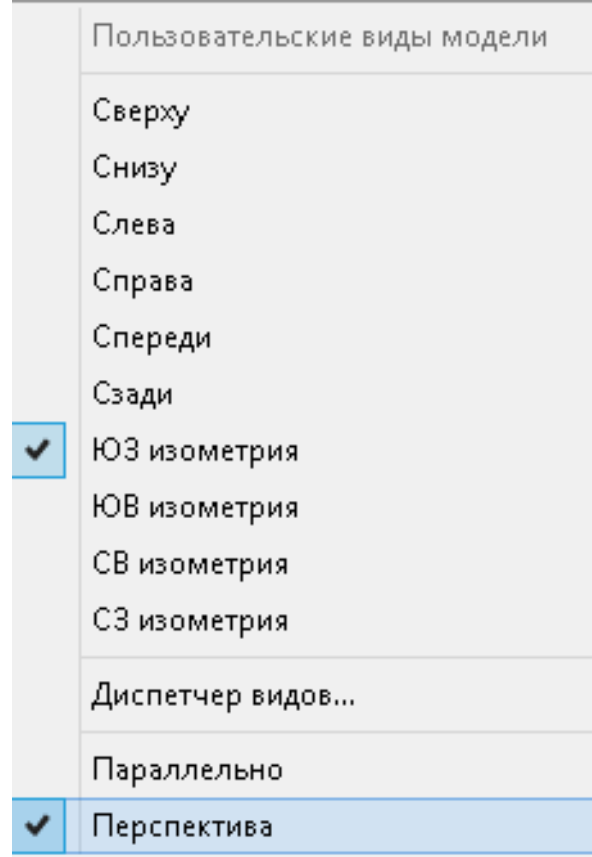 Пользовательские виды модели
Сверху
Снизу
Слева
Справа
Спереди
Сзади
ЮЗ изометрия
ЮВ изометрия
СВ изометрия
СЗ изометрия
Диспетчер видов...
Параллельно
Перспектива